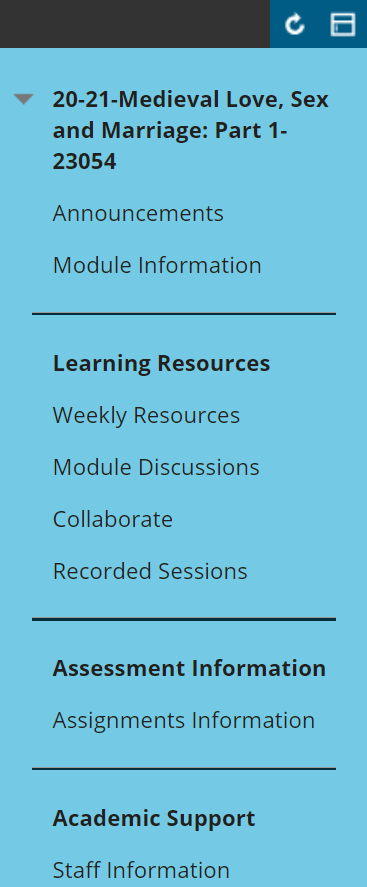 20-21-Medieval Love, Sex
and Marriage: Part 1-
23054
Announcements
Module Information
Learning Resources
Weekly Resources
Module Discussions
Collaborate
Recorded Sessions
Assessment Information
Assignments Information
Academic Support
Staff Information